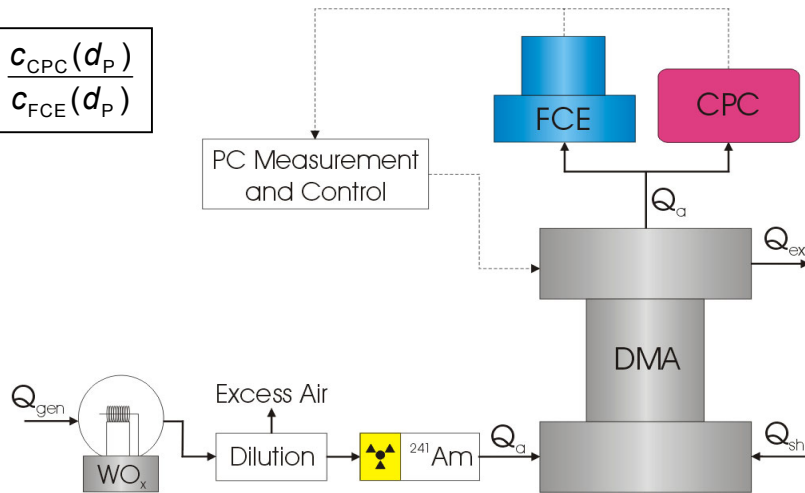 c_CPC(d_P)
c_FCE(d_P)
FCE
CPC
PC Measurement
and Control
Q_a
Q_ex
DMA
Q_gen
Excess Air
WO_x
Dilution
²⁴¹Am
Q_a
Q_sh